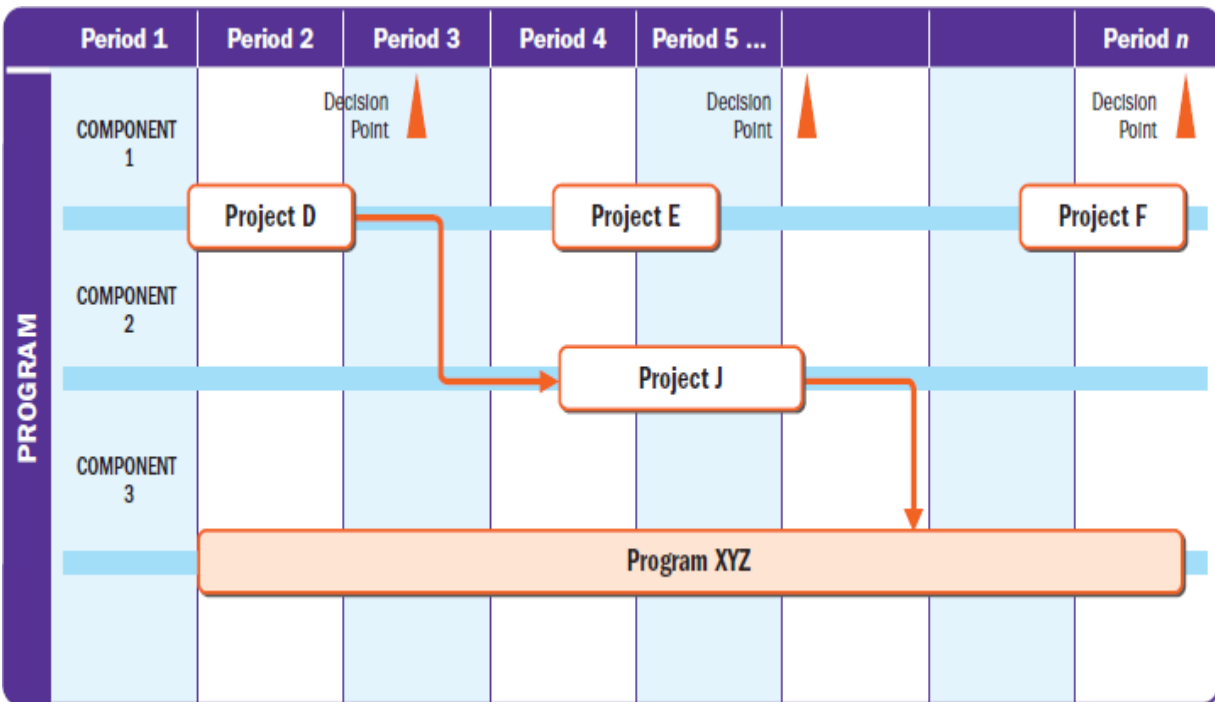 Period 1
Period 2
Period 3
Period 4
Period 5 ...
Period n
PROGRAM
Decision
Point
Decision
Point
Decision
Point
COMPONENT
1
Project D
Project E
Project F
COMPONENT
2
Project J
COMPONENT
3
Program XYZ